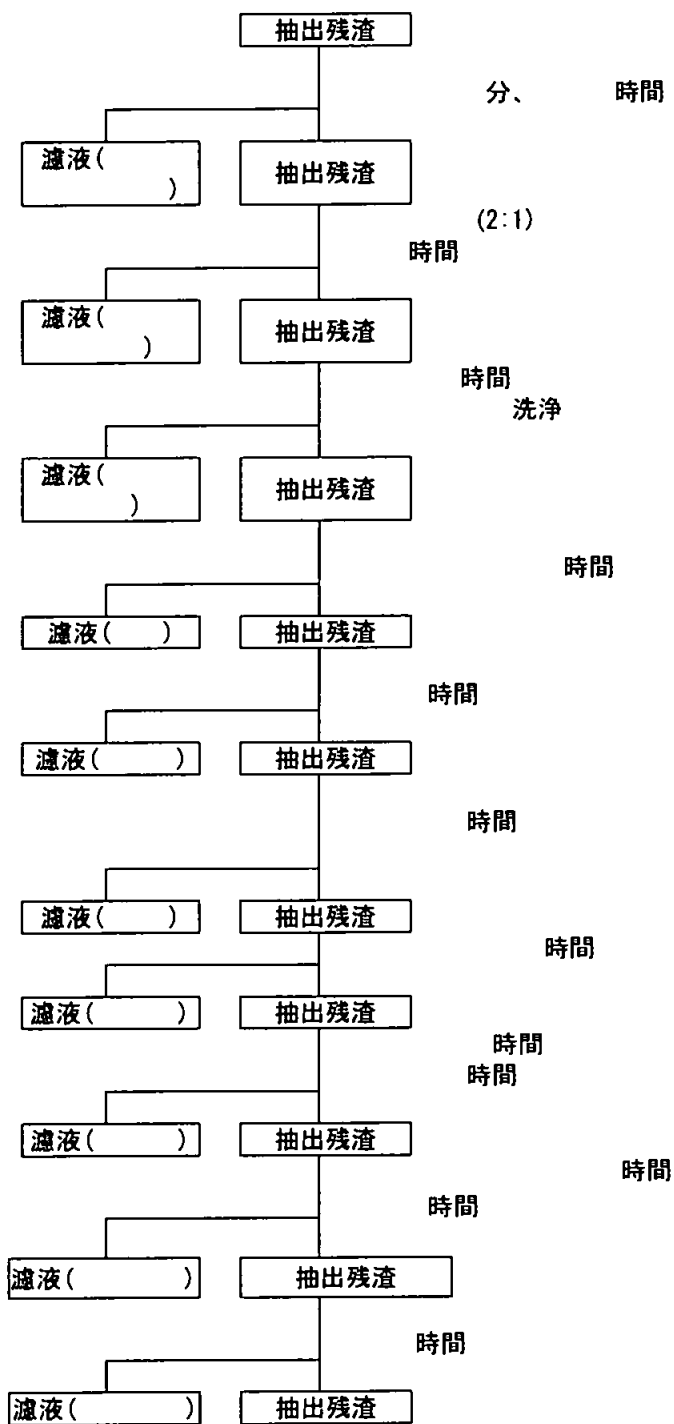 抽出残渣
分、 時間
濾液(
) 抽出残渣
(2:1)
時間
濾液(
) 抽出残渣
時間
洗浄
濾液(
) 抽出残渣
時間
濾液( ) 抽出残渣
時間
濾液( ) 抽出残渣
時間
濾液( ) 抽出残渣
時間
濾液( ) 抽出残渣
時間
時間
濾液( ) 抽出残渣
時間
時間
濾液( ) 抽出残渣
時間
濾液( ) 抽出残渣